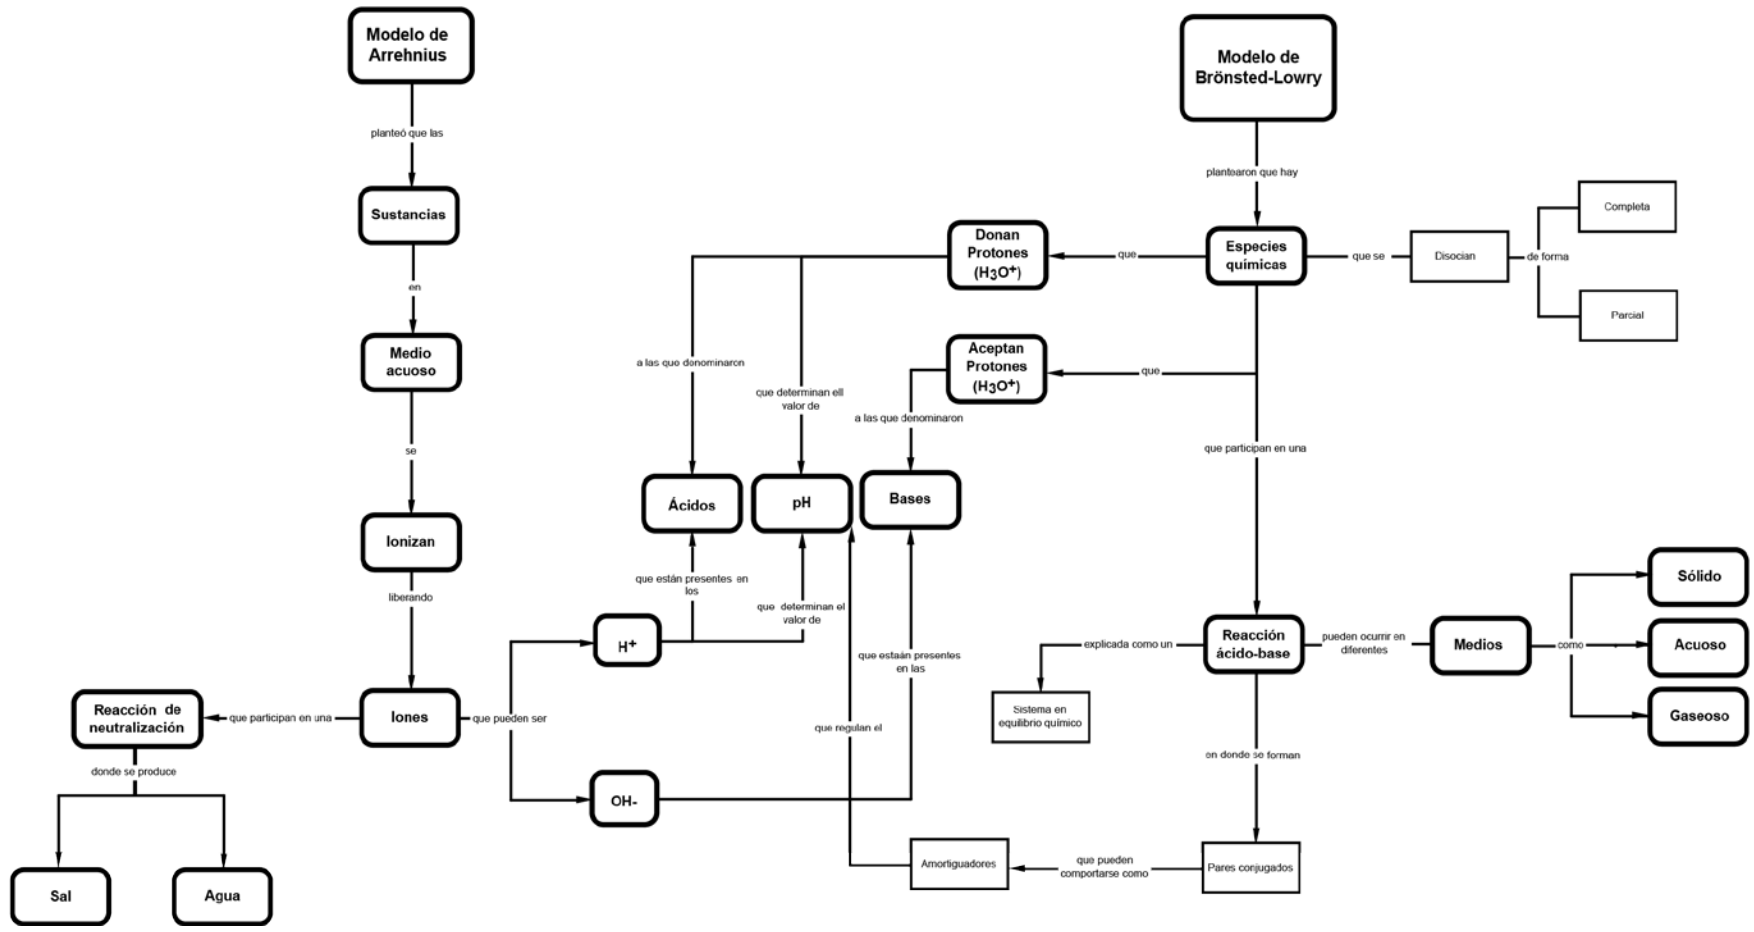 Modelo de
Arrehnius
planteó que las
Sustancias
en
Medio
acuoso
se
Ionizan
liberando
Iones
que participan en una
Reacción de
neutralización
donde se produce
Sal
Agua
que pueden ser
H+
OH-
que están presentes en
los
Ácidos
que determinan el
valor de
pH
que estaán presentes
en las
Bases
Modelo de
Brönsted-Lowry
plantearon que hay
Especies
químicas
que
Donan
Protones
(H3O+)
a las que denominaron
que determinan ell
valor de
que
Aceptan
Protones
(H3O+)
a las que denominaron
que se
Disocian
de forma
Completa
Parcial
que participan en una
Reacción
ácido-base
explicada como un
Sistema en
equilibrio químico
pueden ocurrir en
diferentes
Medios
como
Sólido
Acuoso
Gaseoso
en donde se forman
Pares conjugados
que pueden
comportarse como
Amortiguadores
que regulan el